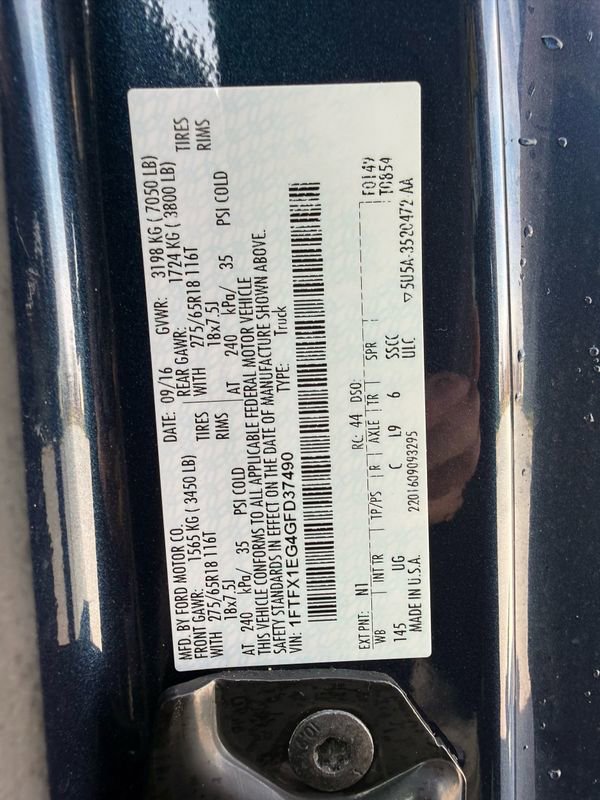 MFD. BY FORD MOTOR CO.
DATE: 09/16 GVWR: 3198 KG ( 7050 LB)
FRONT GAWR: 1565 KG ( 3450 LB) REAR GAWR: 1724 KG ( 3800 LB)
WITH 275/65R18 116T TIRES WITH 275/65R18 116T TIRES
18x7.5J RIMS 18x7.5J RIMS
AT 240 kPa/ 35 PSI COLD AT 240 kPa/ 35 PSI COLD
THIS VEHICLE CONFORMS TO ALL APPLICABLE FEDERAL MOTOR VEHICLE
SAFETY STANDARDS IN EFFECT ON THE DATE OF MANUFACTURE SHOWN ABOVE.
VIN: 1FTFX1EG4GFD37490 TYPE: Truck
F0149
T0854
EXT PNT: N1 RC: 44 DSO:
WB INT TR TP/PS R AXLE TR SPR
145 UG C L9 6 SSCC
ULC
MADE IN U.S.A. 2201609093295 ▽5U5A-3520472 AA